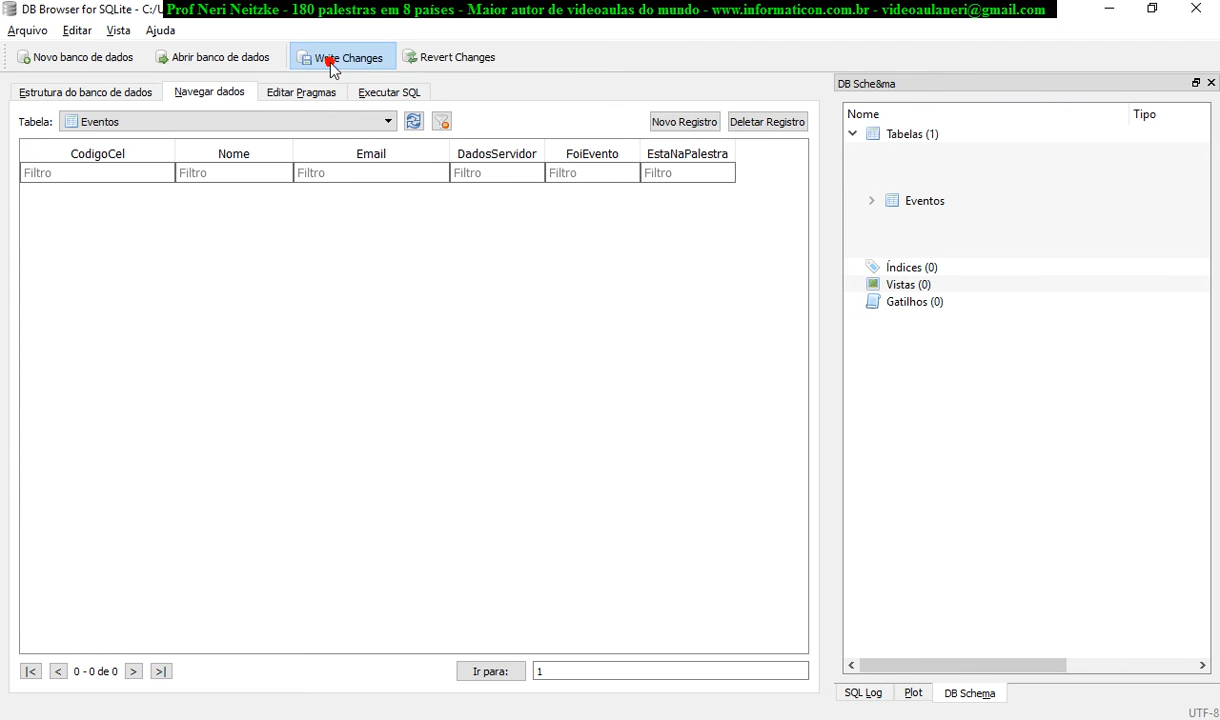 DB Browser for SQLite - C:/U
Prof Neri Neitzke - 180 palestras em 8 países - Maior autor de videoaulas do mundo - www.informaticon.com.br - videoaulaneri@gmail.com
Arquivo Editar Vista Ajuda
Novo banco de dados Abrir banco de dados Write Changes Revert Changes
Estrutura do banco de dados Navegar dados Editar Pragmas Executar SQL
Tabela: Eventos Novo Registro Deletar Registro
CodigoCel Nome Email DadosServidor FoiEvento EstaNaPalestra
Filtro Filtro Filtro Filtro Filtro Filtro
|< < 0 - 0 de 0 > >| Ir para: 1
DB Sche&ma
Nome Tipo
Tabelas (1)
Eventos
Índices (0)
Vistas (0)
Gatilhos (0)
SQL Log Plot DB Schema
UTF-8